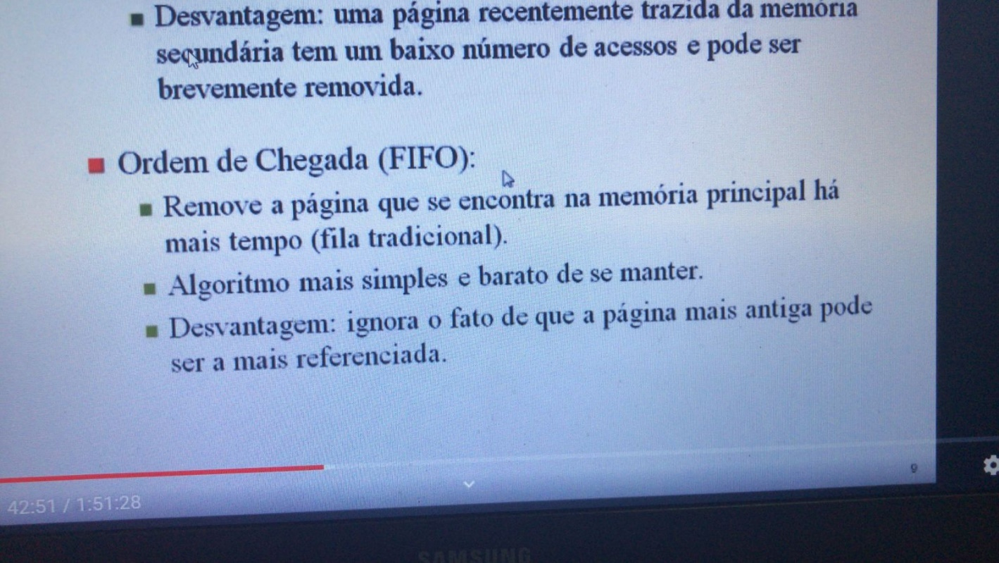 Desvantagem: uma página recentemente trazida da memória
secundária tem um baixo número de acessos e pode ser
brevemente removida.
Ordem de Chegada (FIFO):
Remove a página que se encontra na memória principal há
mais tempo (fila tradicional).
Algoritmo mais simples e barato de se manter.
Desvantagem: ignora o fato de que a página mais antiga pode
ser a mais referenciada.
9
42:51 / 1:51:28
SAMSUNG